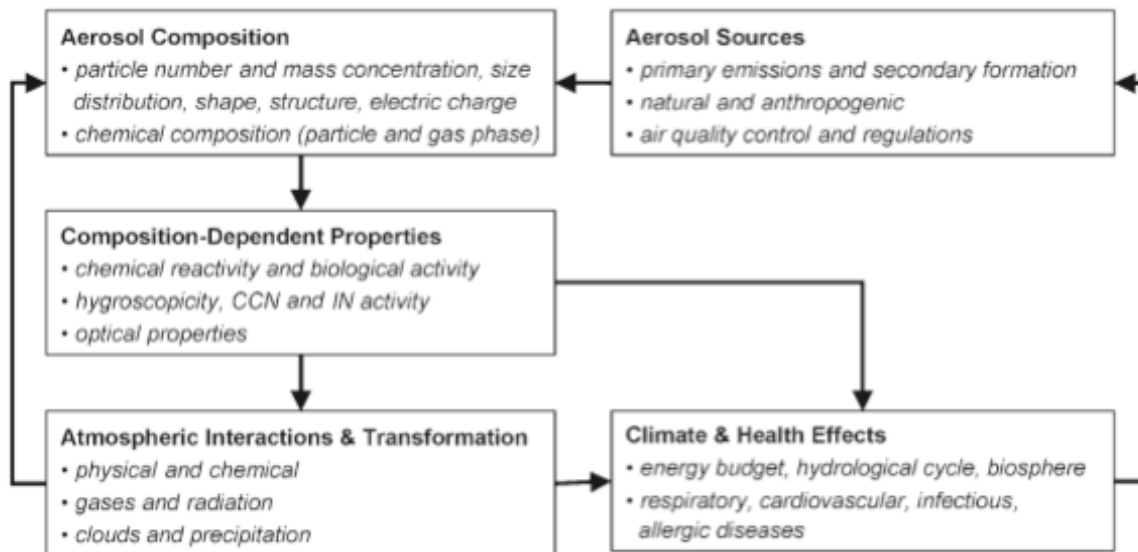 Aerosol Composition
• particle number and mass concentration, size
distribution, shape, structure, electric charge
• chemical composition (particle and gas phase)
Aerosol Sources
• primary emissions and secondary formation
• natural and anthropogenic
• air quality control and regulations
Composition-Dependent Properties
• chemical reactivity and biological activity
• hygroscopicity, CCN and IN activity
• optical properties
Atmospheric Interactions & Transformation
• physical and chemical
• gases and radiation
• clouds and precipitation
Climate & Health Effects
• energy budget, hydrological cycle, biosphere
• respiratory, cardiovascular, infectious,
allergic diseases